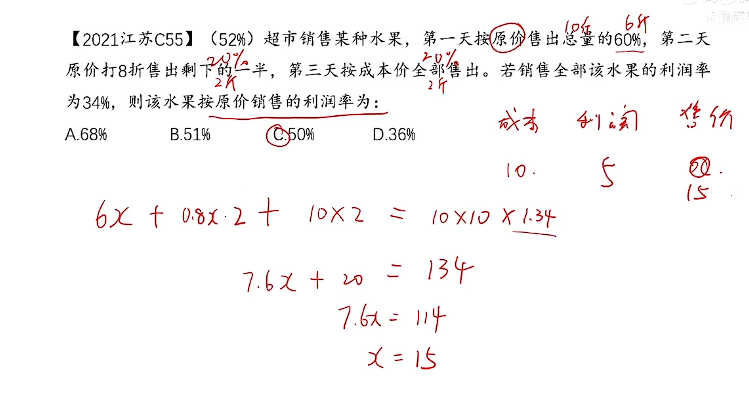 10斤 6斤
【2021江苏C55】（52%）超市销售某种水果，第一天按原价售出总量的60%，第二天
20% 20%
原价打8折售出剩下的一半，第三天按成本价全部售出。若销售全部该水果的利润率
2斤 2斤
为34%，则该水果按原价销售的利润率为：
A.68% B.51% C.50% D.36%
成本 利润 售价
10. 5
15
6x + 0.8x·2 + 10×2 = 10×10×1.34
7.6x + 20 = 134
7.6x = 114
x = 15